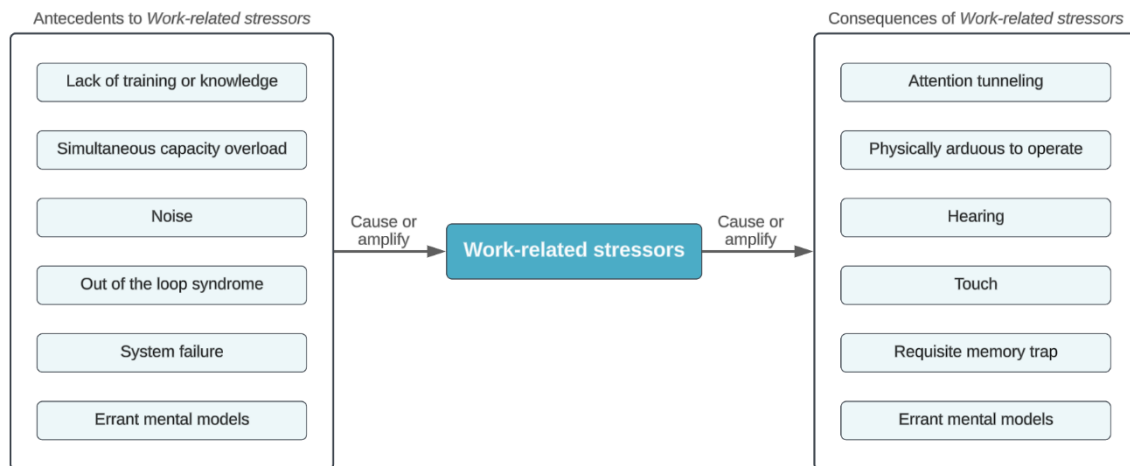 Antecedents to Work-related stressors
Lack of training or knowledge
Simultaneous capacity overload
Noise
Out of the loop syndrome
System failure
Errant mental models
Cause or
amplify
Work-related stressors
Cause or
amplify
Consequences of Work-related stressors
Attention tunneling
Physically arduous to operate
Hearing
Touch
Requisite memory trap
Errant mental models